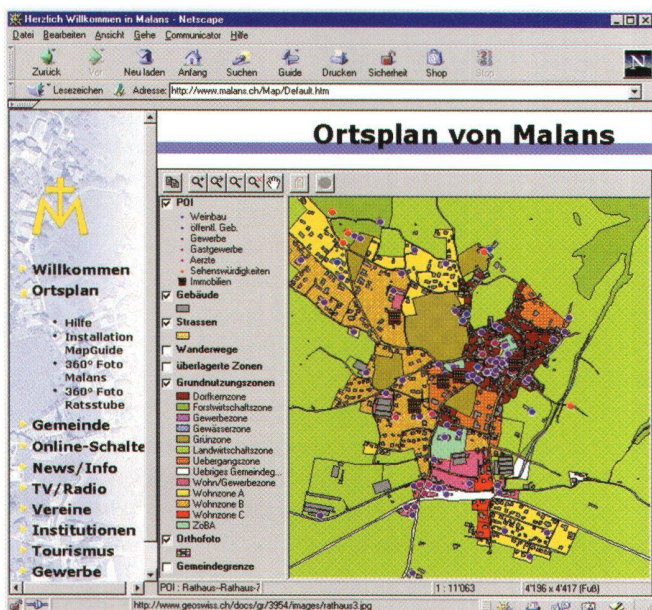 Herzlich Willkommen in Malans - Netscape
Datei Bearbeiten Ansicht Gehe Communicator Hilfe
Zurück Vor Neu laden Anfang Suchen Guide Drucken Sicherheit Shop Stop
N
Lesezeichen Adresse: http://www.malans.ch/Map/Default.htm
Ortsplan von Malans
M
Willkommen
Ortsplan
• Hilfe
• Installation
MapGuide
• 360° Foto
Malans
• 360° Foto
Ratsstube
Gemeinde
Online-Schalte
News/Info
TV/Radio
Vereine
Institutionen
Tourismus
Gewerbe
POI
Weinbau
öffentl. Geb.
Gewerbe
Gastgewerbe
Aerzte
Sehenswürdigkeiten
Immobilien
Gebäude
Strassen
Wanderwege
überlagerte Zonen
Grundnutzungszonen
Dorfkernzone
Forstwirtschaftszone
Gewerbezone
Gewässerzone
Grünzone
Landwirtschaftszone
Uebergangszone
Uebriges Gemeindeg...
Wohn/Gewerbezone
Wohnzone A
Wohnzone B
Wohnzone C
ZoBA
Orthofoto
Gemeindegrenze
POI : Rathaus--Rathaus-7 1 : 11'063 4'196 x 4'417 (Fuß)
http://www.geoswiss.ch/docs/gr/3954/images/rathaus3.jpg